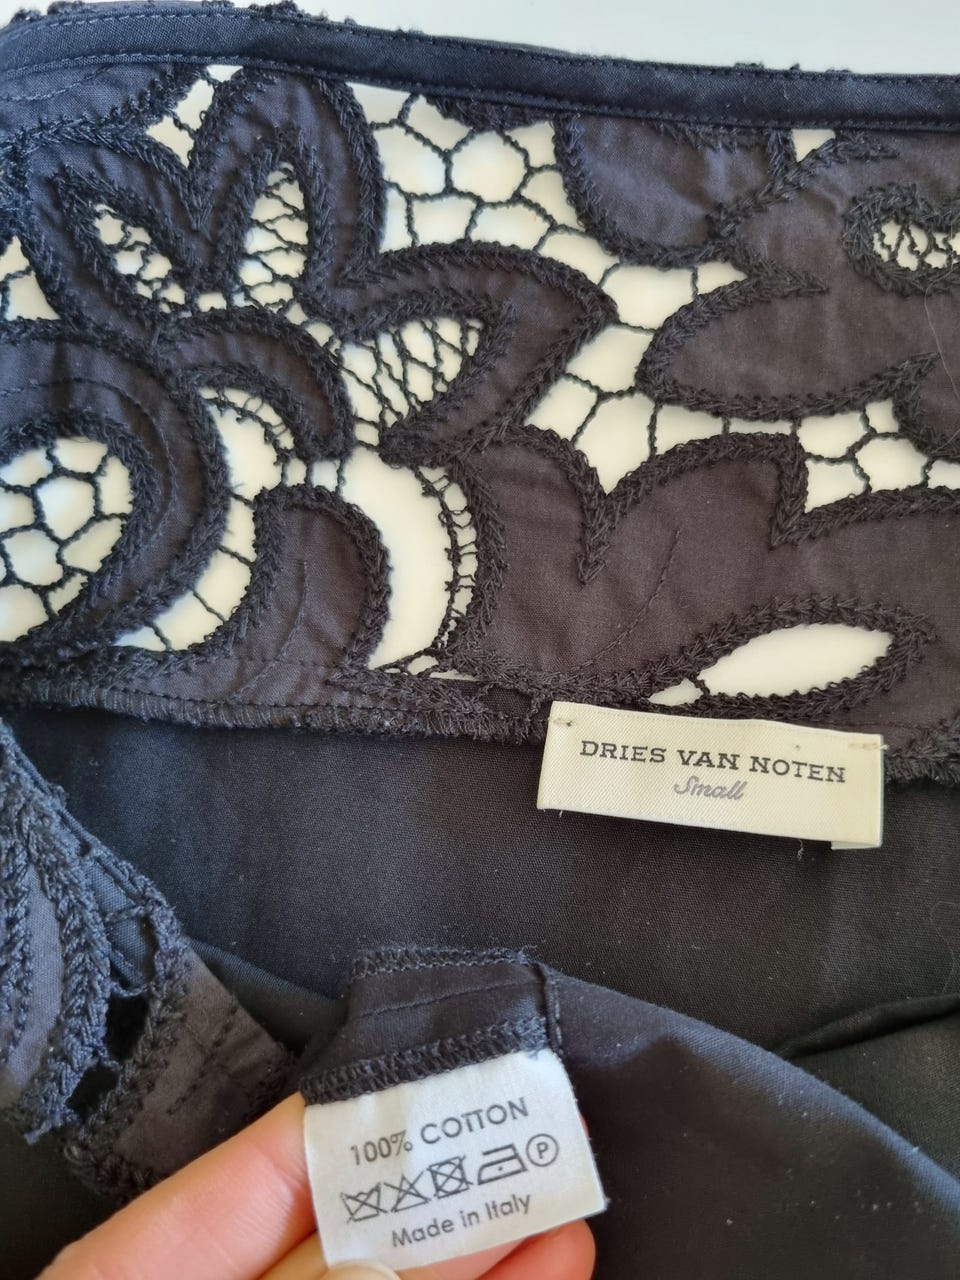 DRIES VAN NOTEN
Small
100% COTTON
P
Made in Italy